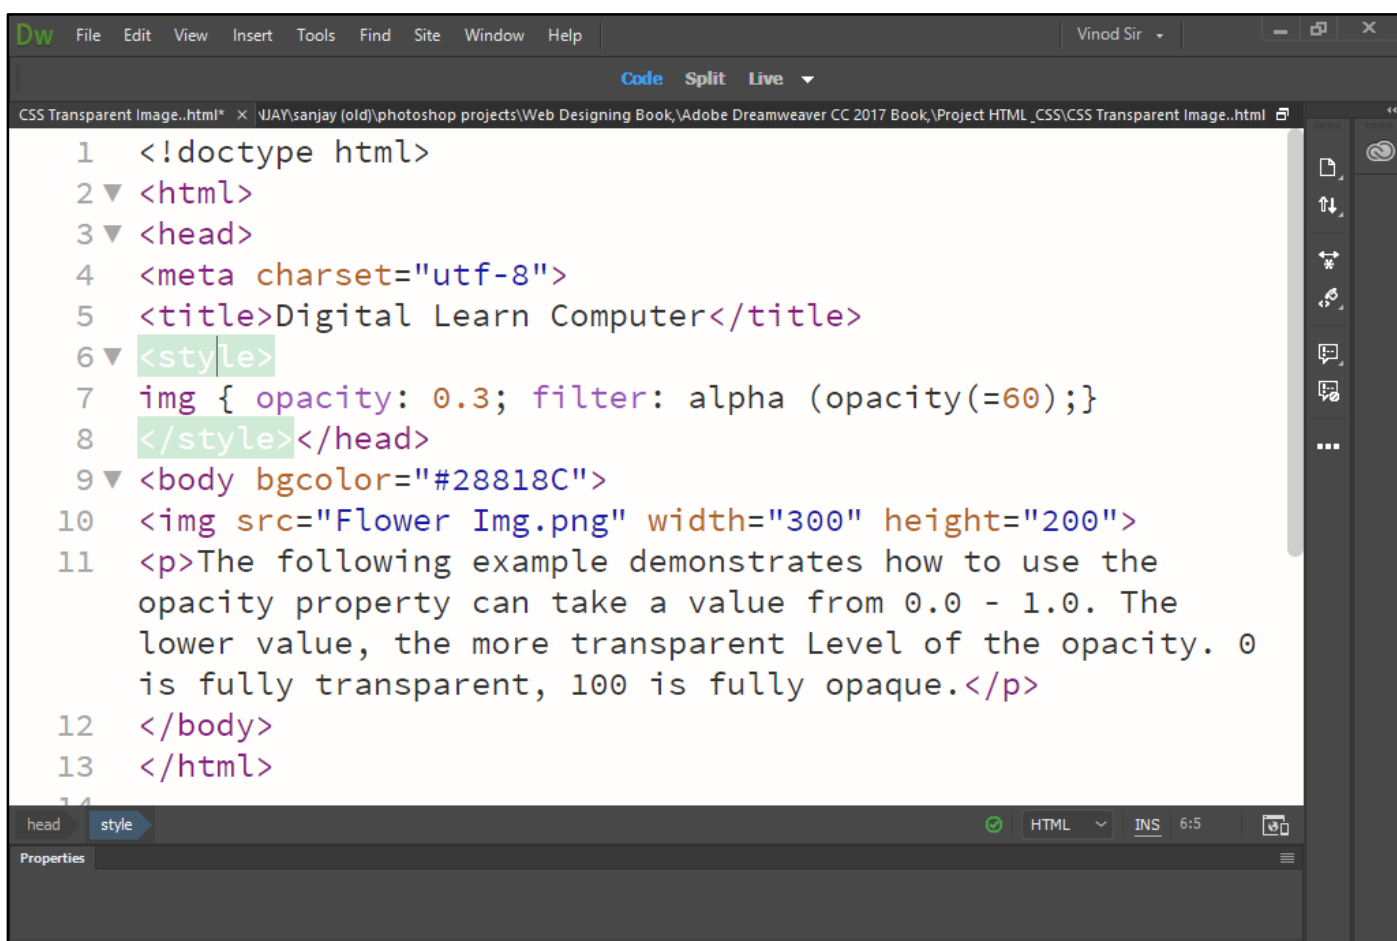 Dw File Edit View Insert Tools Find Site Window Help Vinod Sir
Code Split Live
CSS Transparent Image..html* × \JAY\sanjay (old)\photoshop projects\Web Designing Book,\Adobe Dreamweaver CC 2017 Book,\Project HTML_CSS\CSS Transparent Image..html
1 <!doctype html>
2 <html>
3 <head>
4 <meta charset="utf-8">
5 <title>Digital Learn Computer</title>
6 <style>
7 img { opacity: 0.3; filter: alpha (opacity(=60);}
8 </style></head>
9 <body bgcolor="#28818C">
10 <img src="Flower Img.png" width="300" height="200">
11 <p>The following example demonstrates how to use the
opacity property can take a value from 0.0 - 1.0. The
lower value, the more transparent Level of the opacity. 0
is fully transparent, 100 is fully opaque.</p>
12 </body>
13 </html>
14
head style HTML INS 6:5
Properties